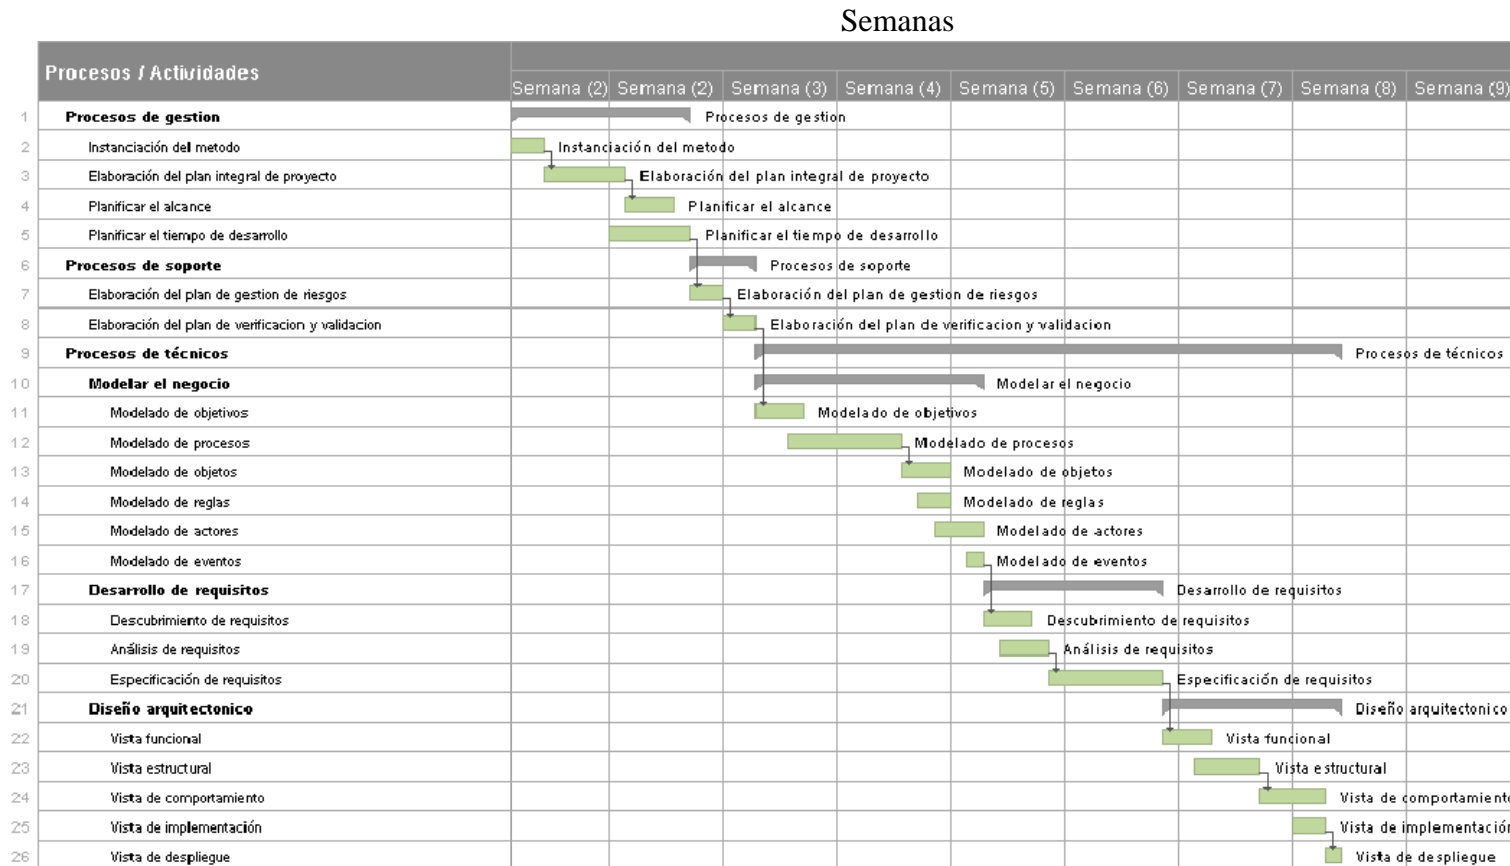 Semanas
Procesos / Actividades
Semana (2) Semana (2) Semana (3) Semana (4) Semana (5) Semana (6) Semana (7) Semana (8) Semana (9)
1 Procesos de gestion Procesos de gestion
2 Instanciación del metodo Instanciación del metodo
3 Elaboración del plan integral de proyecto Elaboración del plan integral de proyecto
4 Planificar el alcance Planificar el alcance
5 Planificar el tiempo de desarrollo Planificar el tiempo de desarrollo
6 Procesos de soporte Procesos de soporte
7 Elaboración del plan de gestion de riesgos Elaboración del plan de gestion de riesgos
8 Elaboración del plan de verificacion y validacion Elaboración del plan de verificacion y validacion
9 Procesos de técnicos Procesos de técnicos
10 Modelar el negocio Modelar el negocio
11 Modelado de objetivos Modelado de objetivos
12 Modelado de procesos Modelado de procesos
13 Modelado de objetos Modelado de objetos
14 Modelado de reglas Modelado de reglas
15 Modelado de actores Modelado de actores
16 Modelado de eventos Modelado de eventos
17 Desarrollo de requisitos Desarrollo de requisitos
18 Descubrimiento de requisitos Descubrimiento de requisitos
19 Análisis de requisitos Análisis de requisitos
20 Especificación de requisitos Especificación de requisitos
21 Diseño arquitectonico Diseño arquitectonico
22 Vista funcional Vista funcional
23 Vista estructural Vista estructural
24 Vista de comportamiento Vista de comportamiento
25 Vista de implementación Vista de implementación
26 Vista de despliegue Vista de despliegue